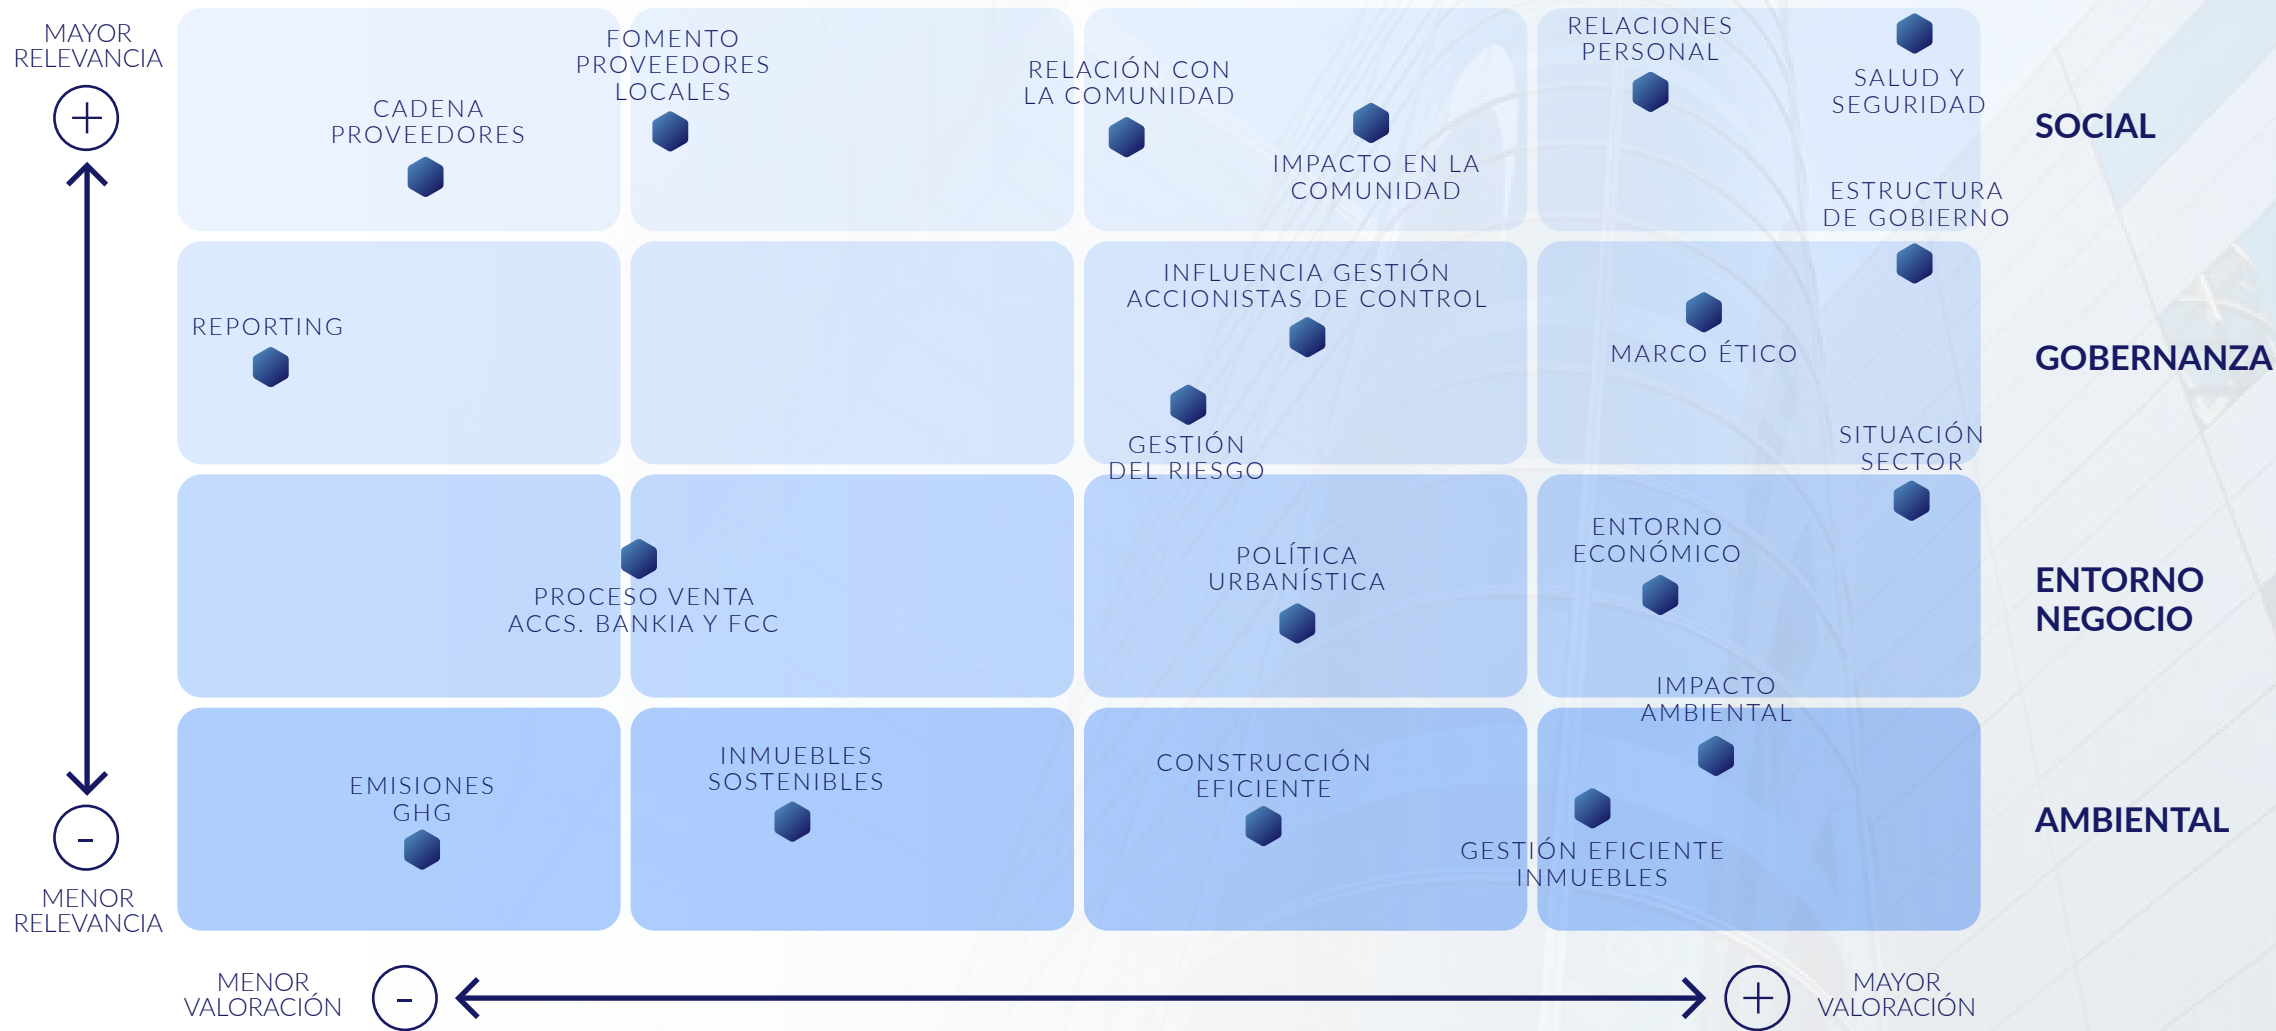 MAYOR
RELEVANCIA
+
FOMENTO
PROVEEDORES
LOCALES
CADENA
PROVEEDORES
RELACIÓN CON
LA COMUNIDAD
IMPACTO EN LA
COMUNIDAD
RELACIONES
PERSONAL
SALUD Y
SEGURIDAD
SOCIAL
ESTRUCTURA
DE GOBIERNO
REPORTING
INFLUENCIA GESTIÓN
ACCIONISTAS DE CONTROL
MARCO ÉTICO
GOBERNANZA
GESTIÓN
DEL RIESGO
SITUACIÓN
SECTOR
PROCESO VENTA
ACCS. BANKIA Y FCC
POLÍTICA
URBANÍSTICA
ENTORNO
ECONÓMICO
ENTORNO
NEGOCIO
IMPACTO
AMBIENTAL
EMISIONES
GHG
INMUEBLES
SOSTENIBLES
CONSTRUCCIÓN
EFICIENTE
GESTIÓN EFICIENTE
INMUEBLES
AMBIENTAL
-
MENOR
RELEVANCIA
MENOR
VALORACIÓN
-
+
MAYOR
VALORACIÓN